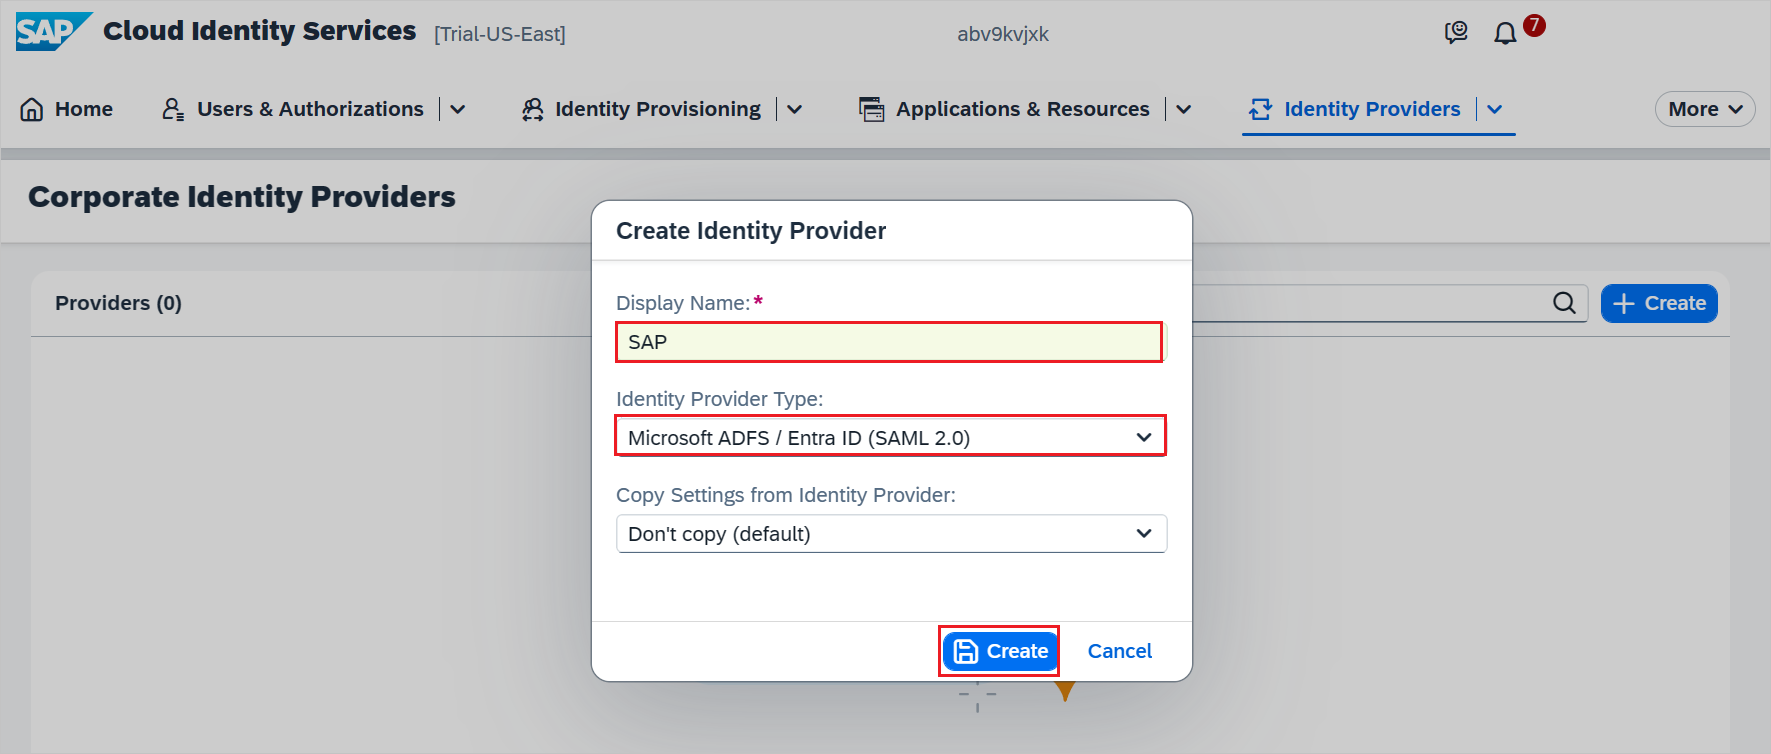 SAP Cloud Identity Services [Trial-US-East] abv9kvjxk 7
Home Users & Authorizations Identity Provisioning Applications & Resources Identity Providers More
Corporate Identity Providers
Create Identity Provider
Providers (0) Create
Display Name:*
SAP
Identity Provider Type:
Microsoft ADFS / Entra ID (SAML 2.0)
Copy Settings from Identity Provider:
Don't copy (default)
Create Cancel